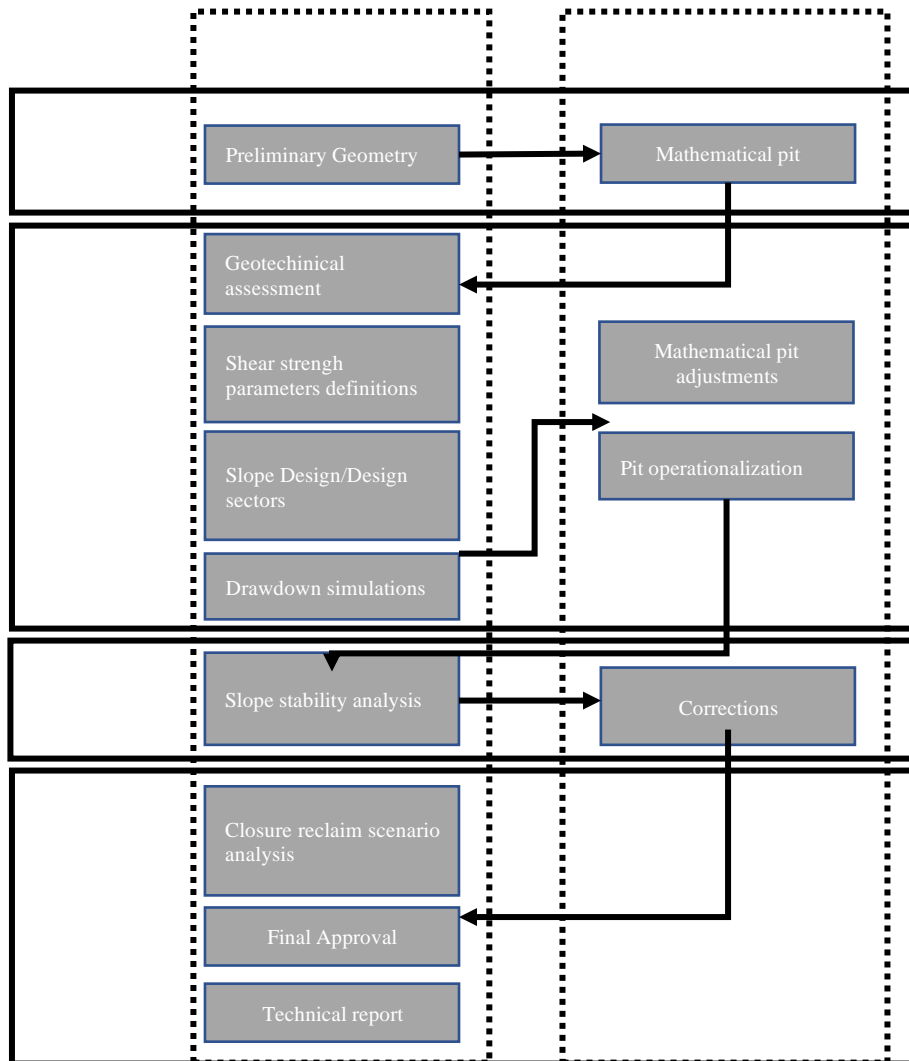 Preliminary Geometry
Mathematical pit
Geotechinical
assessment
Shear strengh
parameters definitions
Mathematical pit
adjustments
Slope Design/Design
sectors
Pit operationalization
Drawdown simulations
Slope stability analysis
Corrections
Closure reclaim scenario
analysis
Final Approval
Technical report